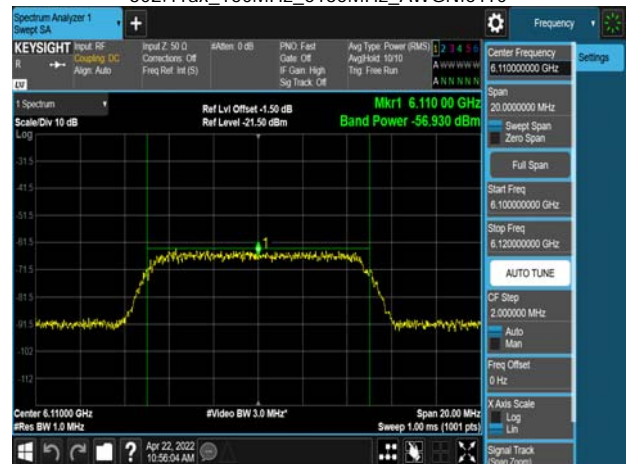 Spectrum Analyzer 1
Swept SA
Frequency
KEYSIGHT
Input: RF
Input Z: 50 Ω
#Atten: 0 dB
PNO: Fast
Avg Type: Power (RMS)
1 2 3 4 5 6
R
Coupling: DC
Corrections: Off
Gate: Off
Avg|Hold: 10/10
A W W W W W
Align: Auto
Freq Ref: Int (S)
IF Gain: High
Trig: Free Run
Sig Track: Off
A N N N N N
LW
1 Spectrum
Ref Lvl Offset -1.50 dB
Mkr1 6.110 00 GHz
Scale/Div 10 dB
Ref Level -21.50 dBm
Band Power -56.930 dBm
Log
-31.5
-41.5
-51.5
-61.5
1
-71.5
-81.5
-91.5
-102
-112
Center 6.11000 GHz
#Video BW 3.0 MHz*
Span 20.00 MHz
#Res BW 1.0 MHz
Sweep 1.00 ms (1001 pts)
Apr 22, 2022
10:56:04 AM
Settings
Center Frequency
6.110000000 GHz
Span
20.0000000 MHz
Swept Span
Zero Span
Full Span
Start Freq
6.100000000 GHz
Stop Freq
6.120000000 GHz
AUTO TUNE
CF Step
2.000000 MHz
Auto
Man
Freq Offset
0 Hz
X Axis Scale
Log
Lin
Signal Track
(Span Zoom)